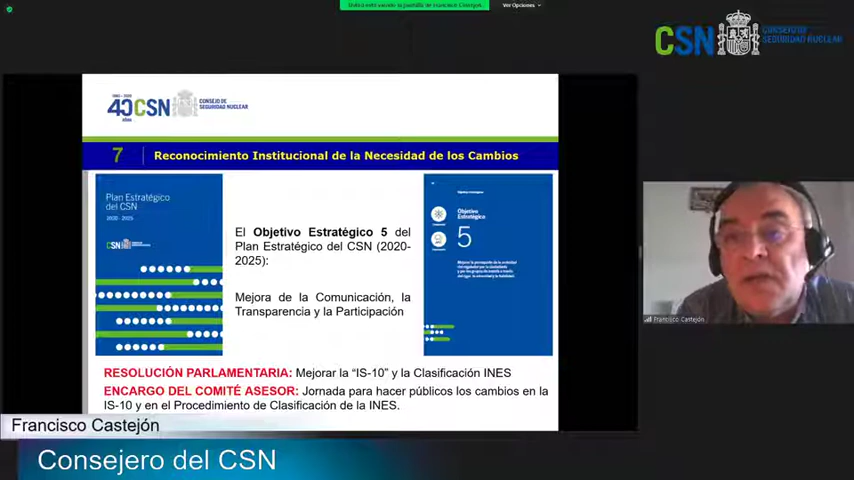 Ver Opciones
CSN
CONSEJO DE
SEGURIDAD NUCLEAR
40 CSN
años
CONSEJO DE
SEGURIDAD NUCLEAR
7 Reconocimiento Institucional de la Necesidad de los Cambios
Plan Estratégico
del CSN
2020 - 2025
CSN
El Objetivo Estratégico 5 del
Plan Estratégico del CSN (2020-
2025):
Mejora de la Comunicación, la
Transparencia y la Participación
Objetivo
Estratégico
5
RESOLUCIÓN PARLAMENTARIA: Mejorar la "IS-10" y la Clasificación INES
ENCARGO DEL COMITÉ ASESOR: Jornada para hacer públicos los cambios en la
IS-10 y en el Procedimiento de Clasificación de la INES.
Francisco Castejón
Francisco Castejón
Consejero del CSN